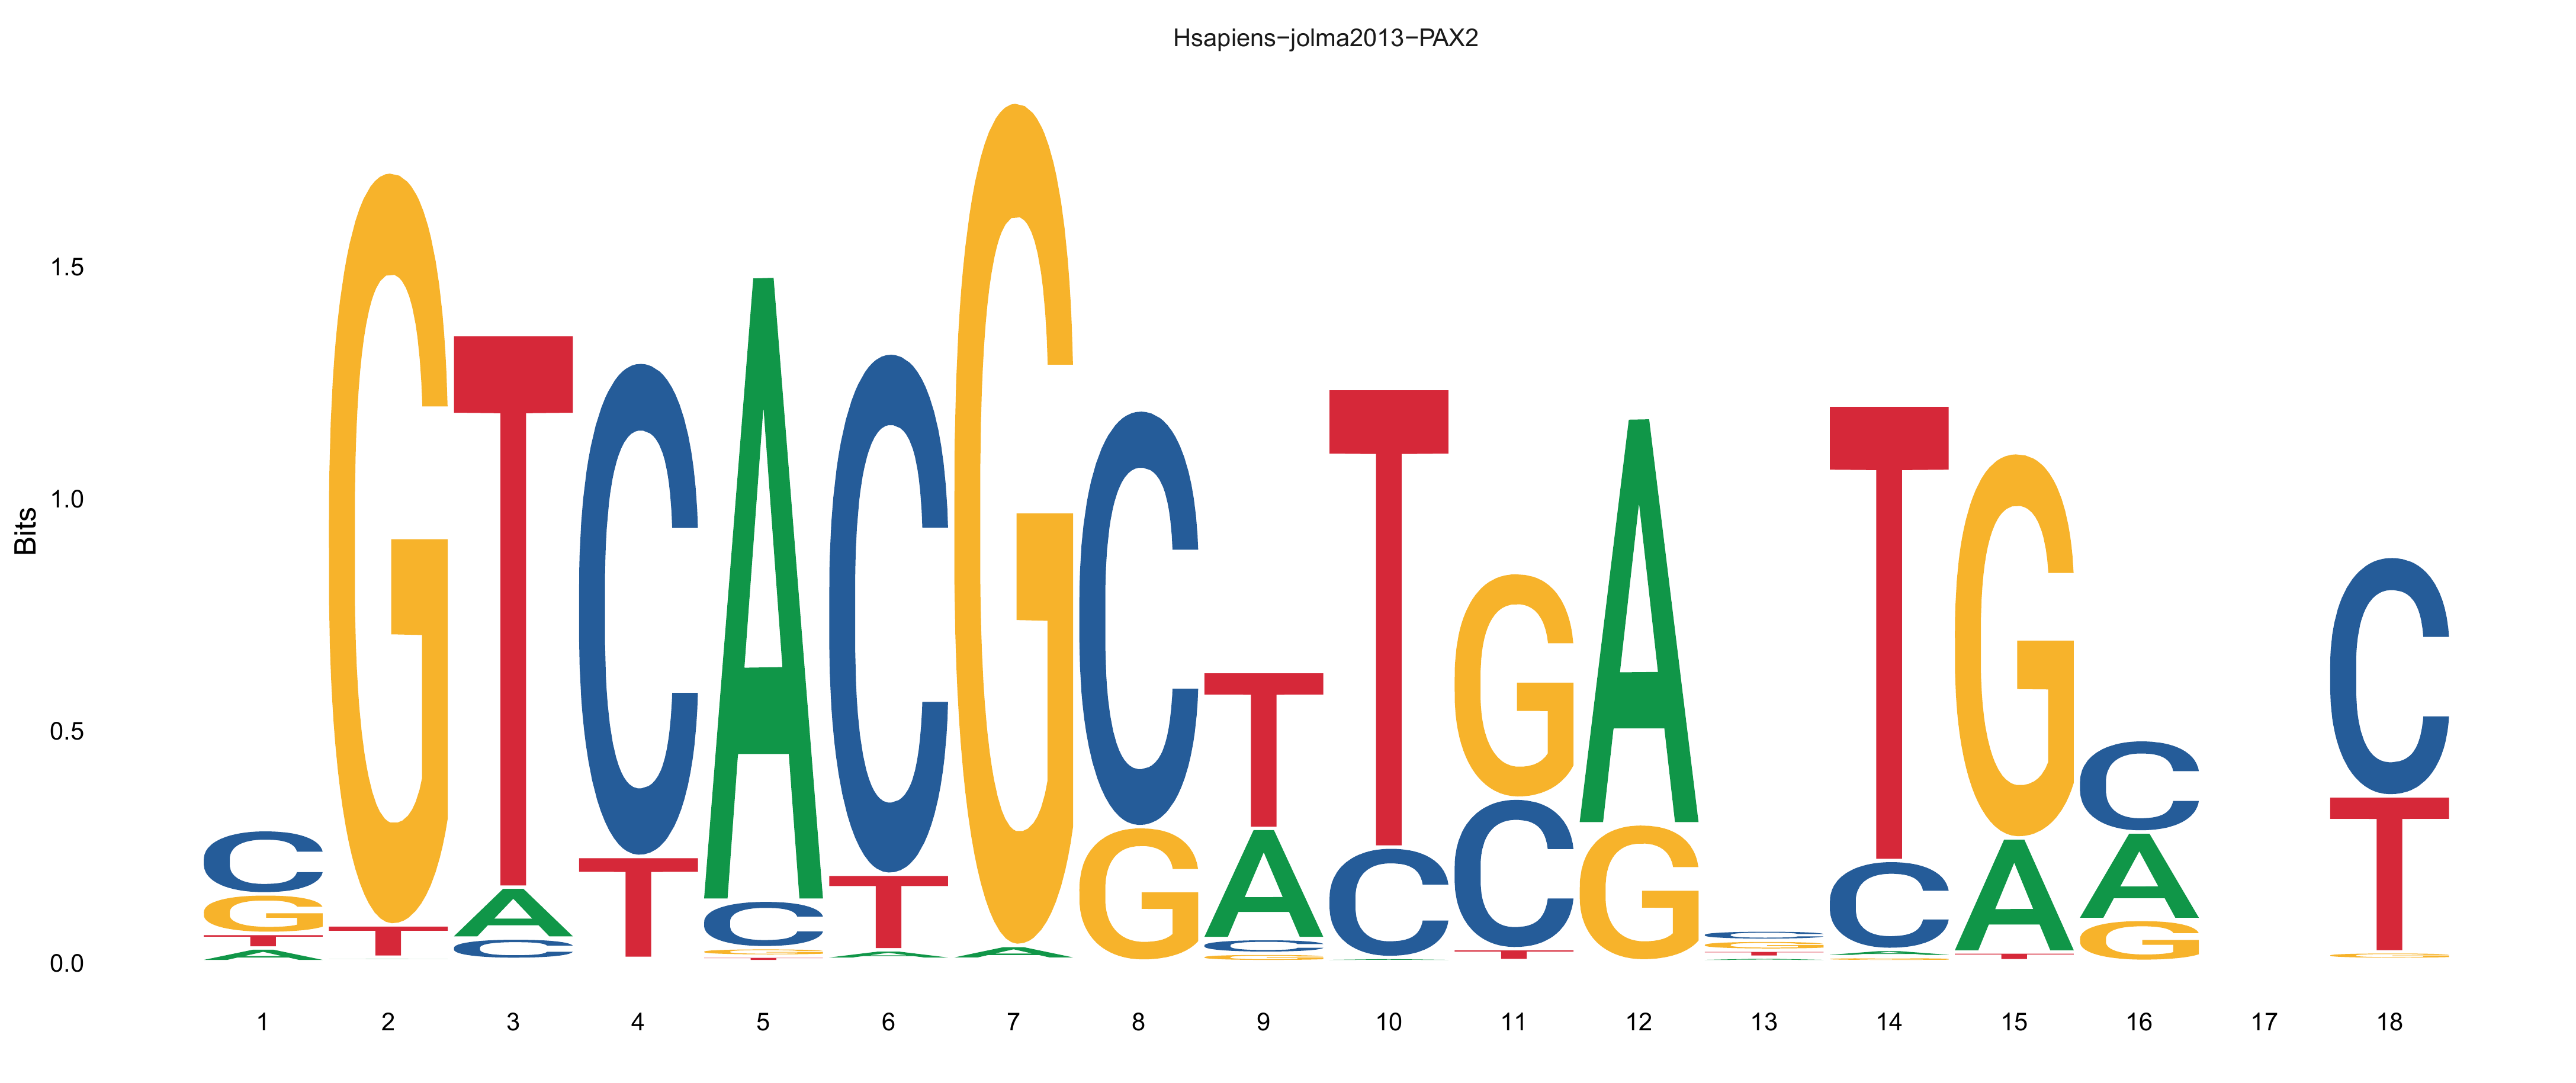 Hsapiens−jolma2013−PAX2
Bits
1.5
1.0
0.5
0.0
C G T A
G T
T A C
C T
A C G T
C T A
G A
C G
T A C G
T C
G C T
A G
C G T A
T C A G
G A T
C A G
C T G
1 2 3 4 5 6 7 8 9 10 11 12 13 14 15 16 17 18